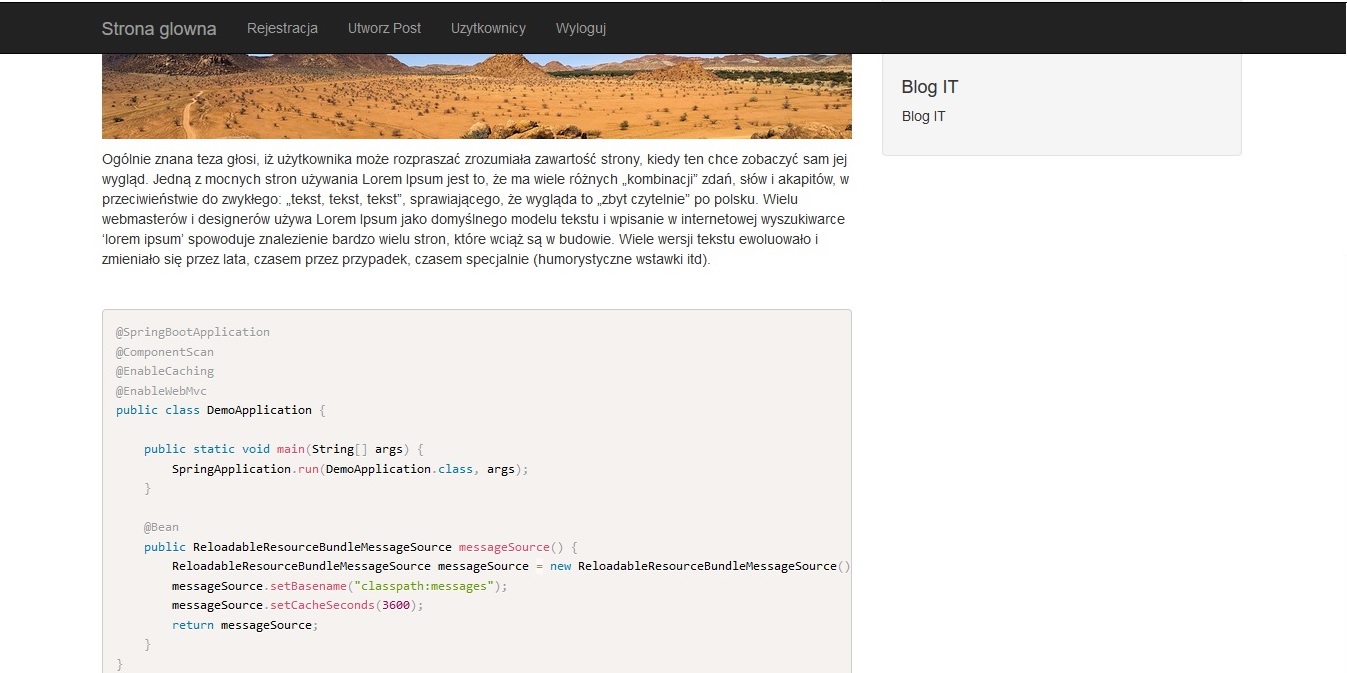 Strona glowna Rejestracja Utworz Post Uzytkownicy Wyloguj
Ogólnie znana teza głosi, iż użytkownika może rozpraszać zrozumiała zawartość strony, kiedy ten chce zobaczyć sam jej
wygląd. Jedną z mocnych stron używania Lorem Ipsum jest to, że ma wiele różnych „kombinacji” zdań, słów i akapitów, w
przeciwieństwie do zwykłego: „tekst, tekst, tekst”, sprawiającego, że wygląda to „zbyt czytelnie” po polsku. Wielu
webmasterów i designerów używa Lorem Ipsum jako domyślnego modelu tekstu i wpisanie w internetowej wyszukiwarce
‘lorem ipsum’ spowoduje znalezienie bardzo wielu stron, które wciąż są w budowie. Wiele wersji tekstu ewoluowało i
zmieniało się przez lata, czasem przez przypadek, czasem specjalnie (humorystyczne wstawki itd).
@SpringBootApplication
@ComponentScan
@EnableCaching
@EnableWebMvc
public class DemoApplication {
    public static void main(String[] args) {
        SpringApplication.run(DemoApplication.class, args);
    }
    @Bean
    public ReloadableResourceBundleMessageSource messageSource() {
        ReloadableResourceBundleMessageSource messageSource = new ReloadableResourceBundleMessageSource()
        messageSource.setBasename("classpath:messages");
        messageSource.setCacheSeconds(3600);
        return messageSource;
    }
}
Blog IT
Blog IT